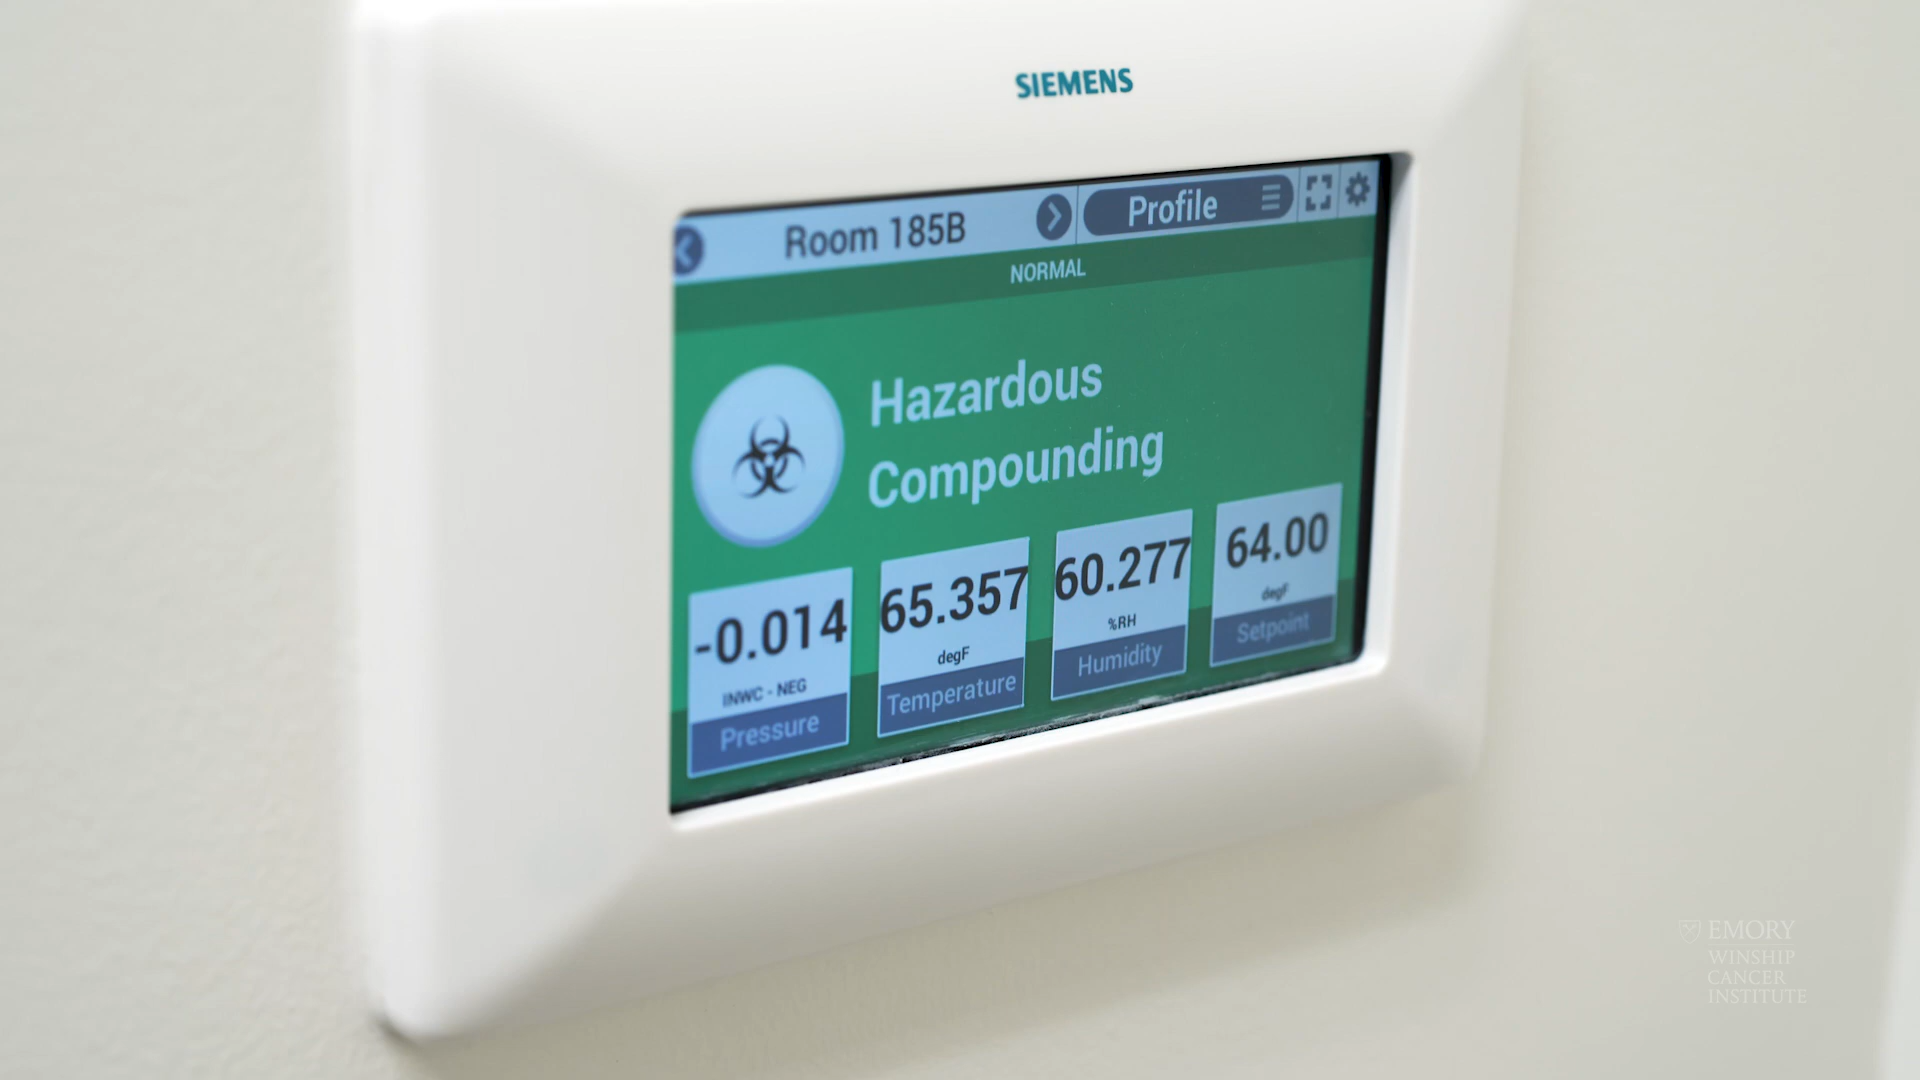 SIEMENS
Room 185B
Profile
NORMAL
Hazardous
Compounding
-0.014
INWC - NEG
Pressure
65.357
degF
Temperature
60.277
%RH
Humidity
64.00
degF
Setpoint
EMORY
WINSHIP
CANCER
INSTITUTE